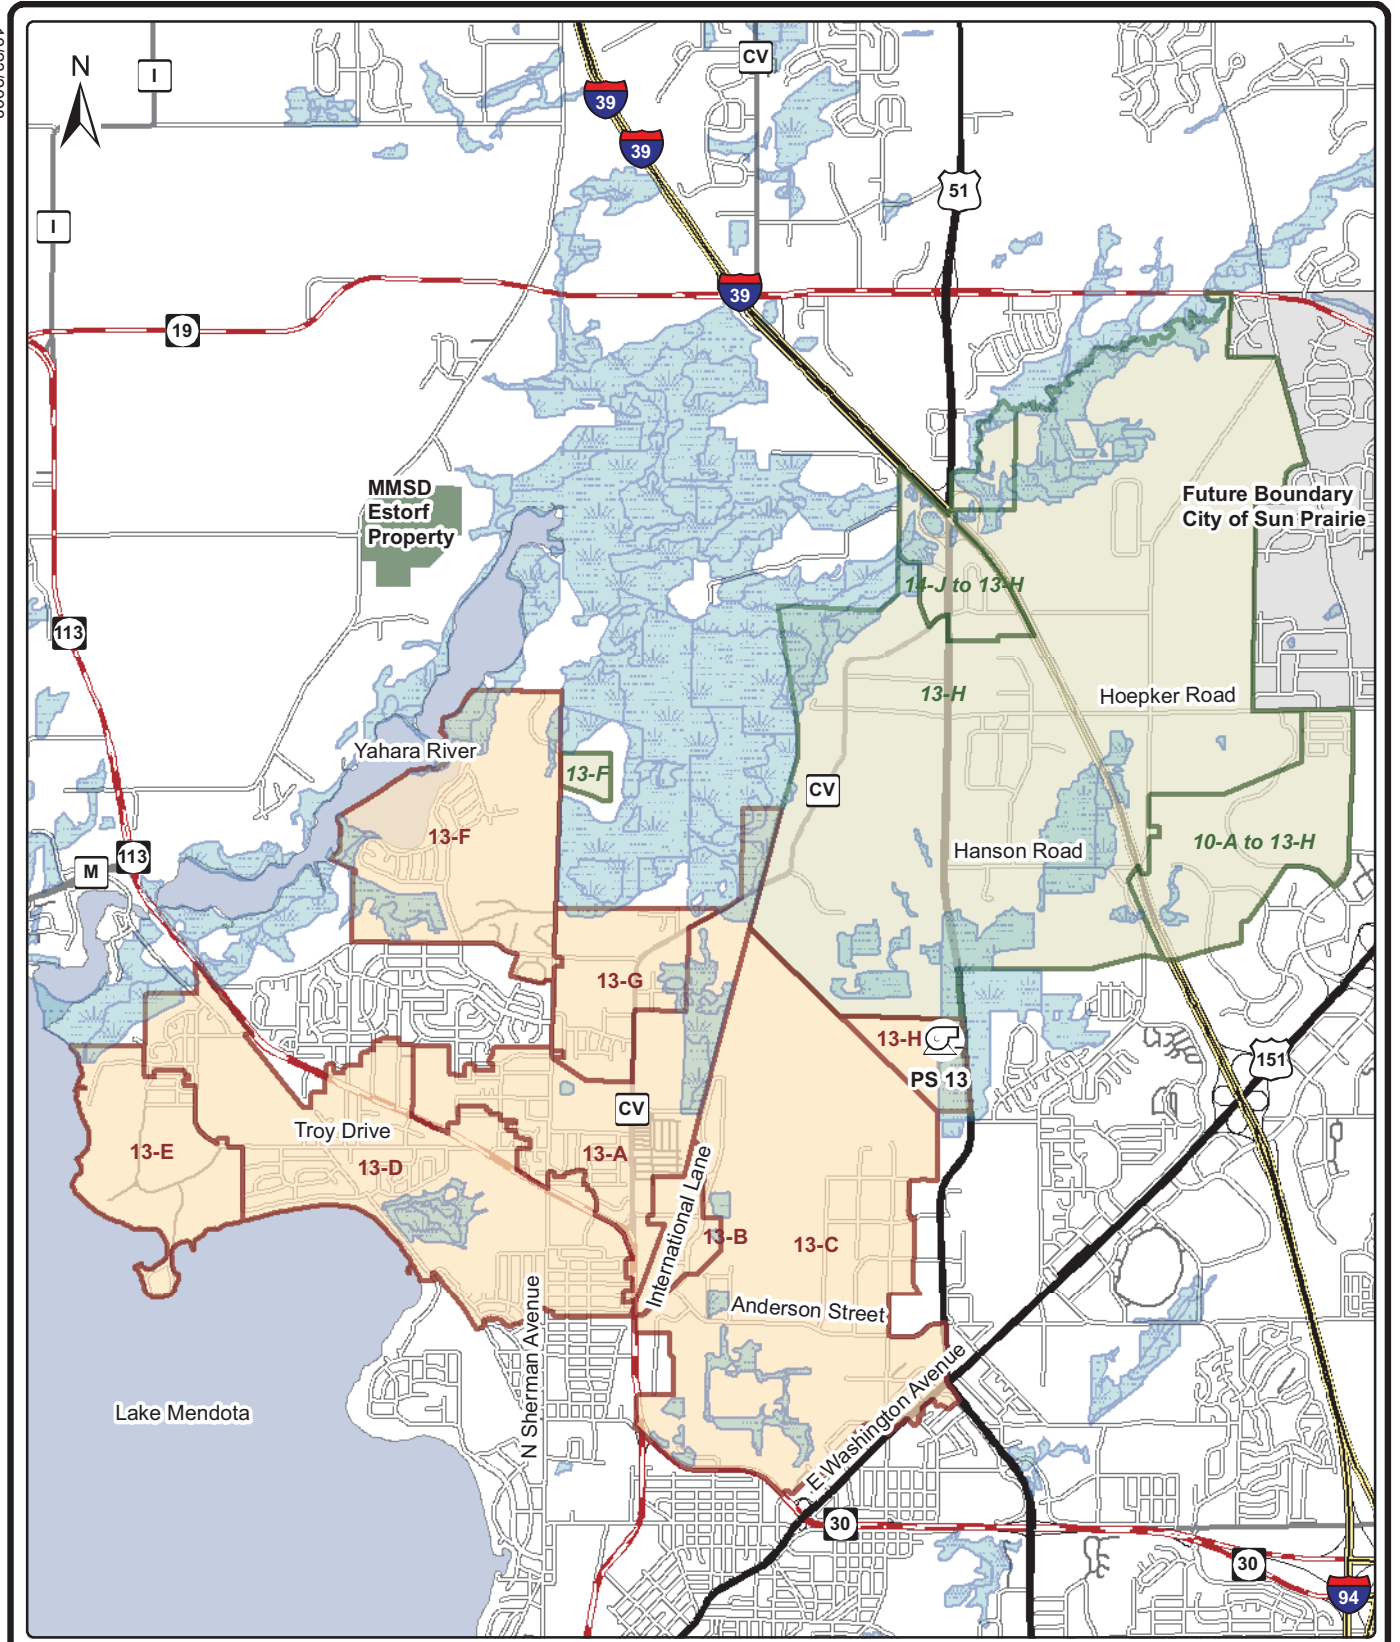 N
I
CV
39
39
51
I
39
19
MMSD
Estorf
Property
Future Boundary
City of Sun Prairie
14-J to 13-H
113
13-H
Hoepker Road
Yahara River
13-F
CV
13-F
Hanson Road
10-A to 13-H
113
M
13-G
13-H
PS 13
151
CV
Troy Drive
13-E
13-D
13-A
International Lane
13-B
13-C
Anderson Street
N Sherman Avenue
E Washington Avenue
Lake Mendota
30
30
94